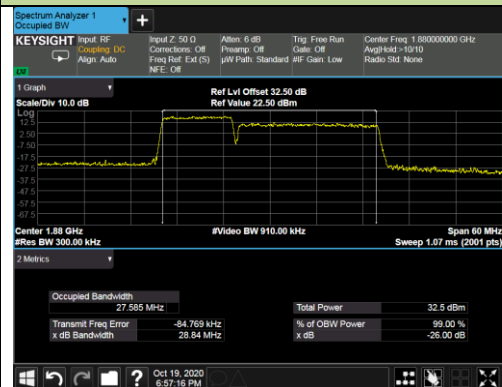 Spectrum Analyzer 1
Occupied BW
KEYSIGHT
Input: RF
Coupling: DC
Align: Auto
Input Z: 50 Ω
Corrections: Off
Freq Ref: Ext (S)
NFE: Off
Atten: 6 dB
Preamp: Off
µW Path: Standard
Trig: Free Run
Gate: Off
#IF Gain: Low
Center Freq: 1.880000000 GHz
Avg|Hold:>10/10
Radio Std: None
1 Graph
Scale/Div 10.0 dB
Ref Lvl Offset 32.50 dB
Ref Value 22.50 dBm
Log
12.5
2.50
-7.50
-17.5
-27.5
-37.5
-47.5
-57.5
-67.5
Center 1.88 GHz
#Video BW 910.00 kHz
Span 60 MHz
#Res BW 300.00 kHz
Sweep 1.07 ms (2001 pts)
2 Metrics
Occupied Bandwidth
27.585 MHz
Total Power
32.5 dBm
Transmit Freq Error
-84.769 kHz
% of OBW Power
99.00 %
x dB Bandwidth
28.84 MHz
x dB
-26.00 dB
?
Oct 19, 2020
6:57:16 PM